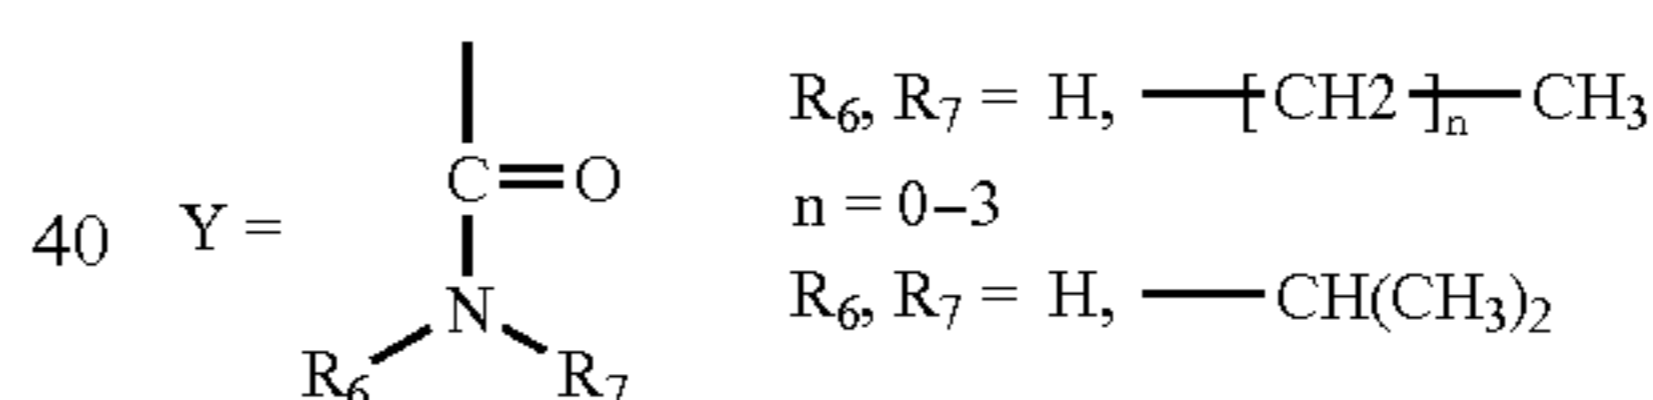 R6, R7 = H, —[CH2]n—CH3
C=O
n = 0–3
40 Y =
R6, R7 = H, —CH(CH3)2
N
R6 R7